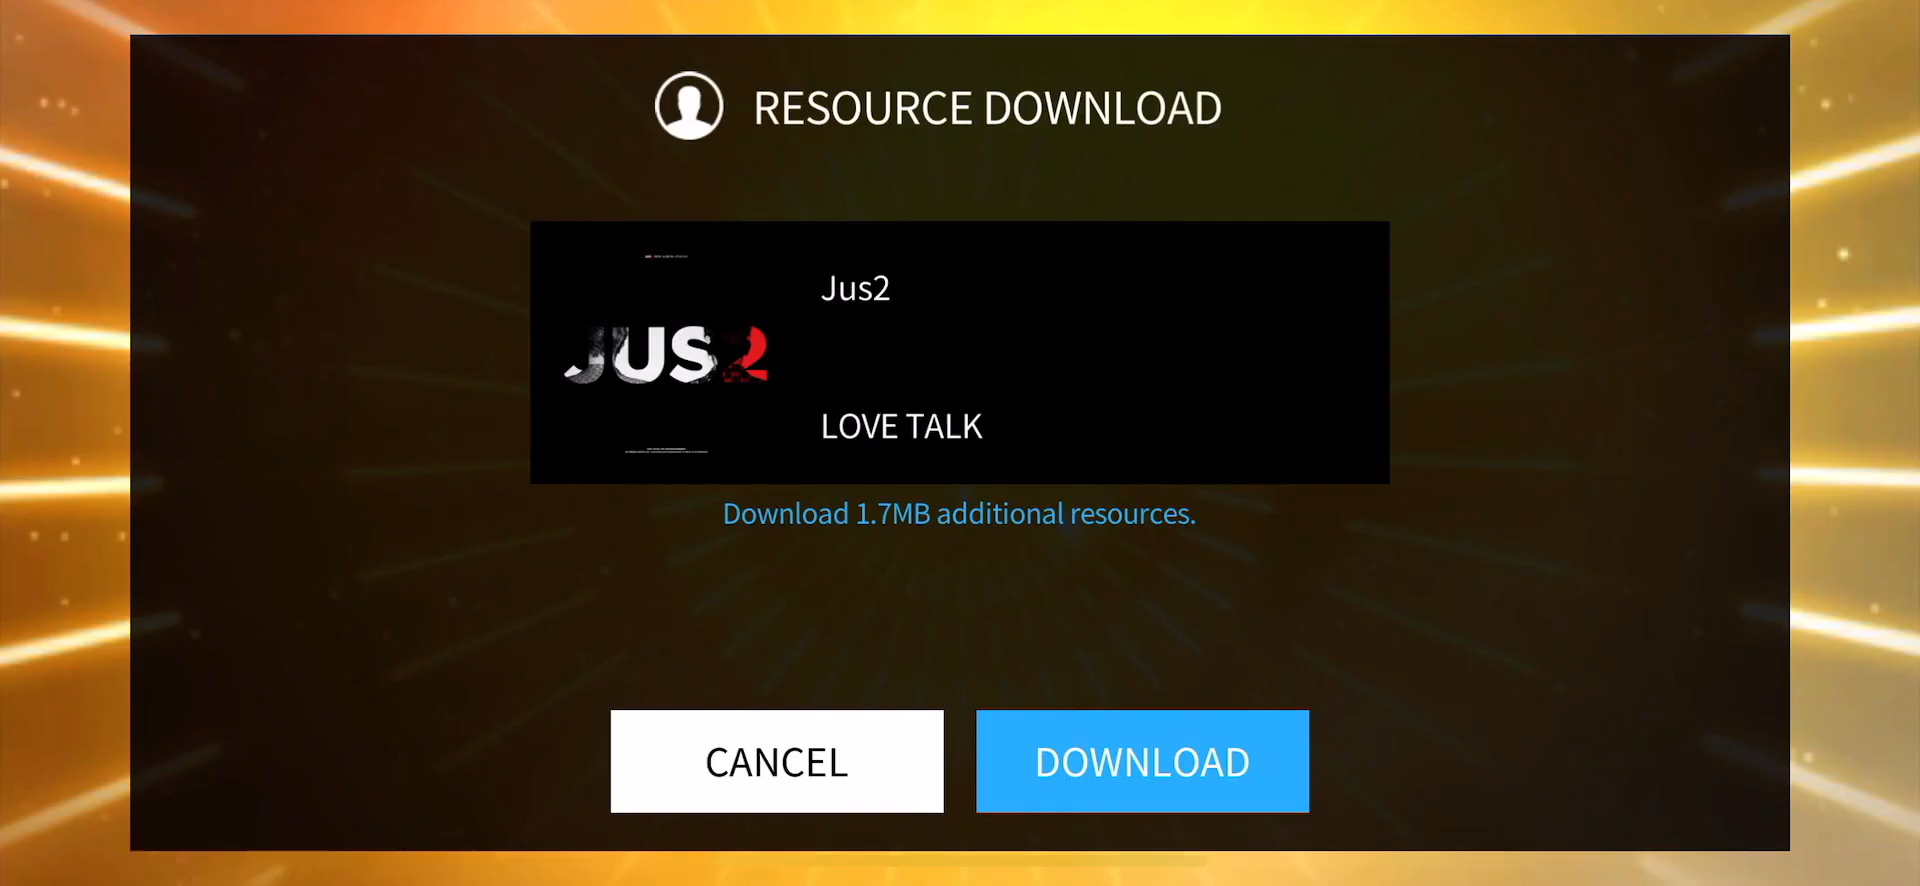 RESOURCE DOWNLOAD
Jus2
JUS2
LOVE TALK
Download 1.7MB additional resources.
CANCEL
DOWNLOAD